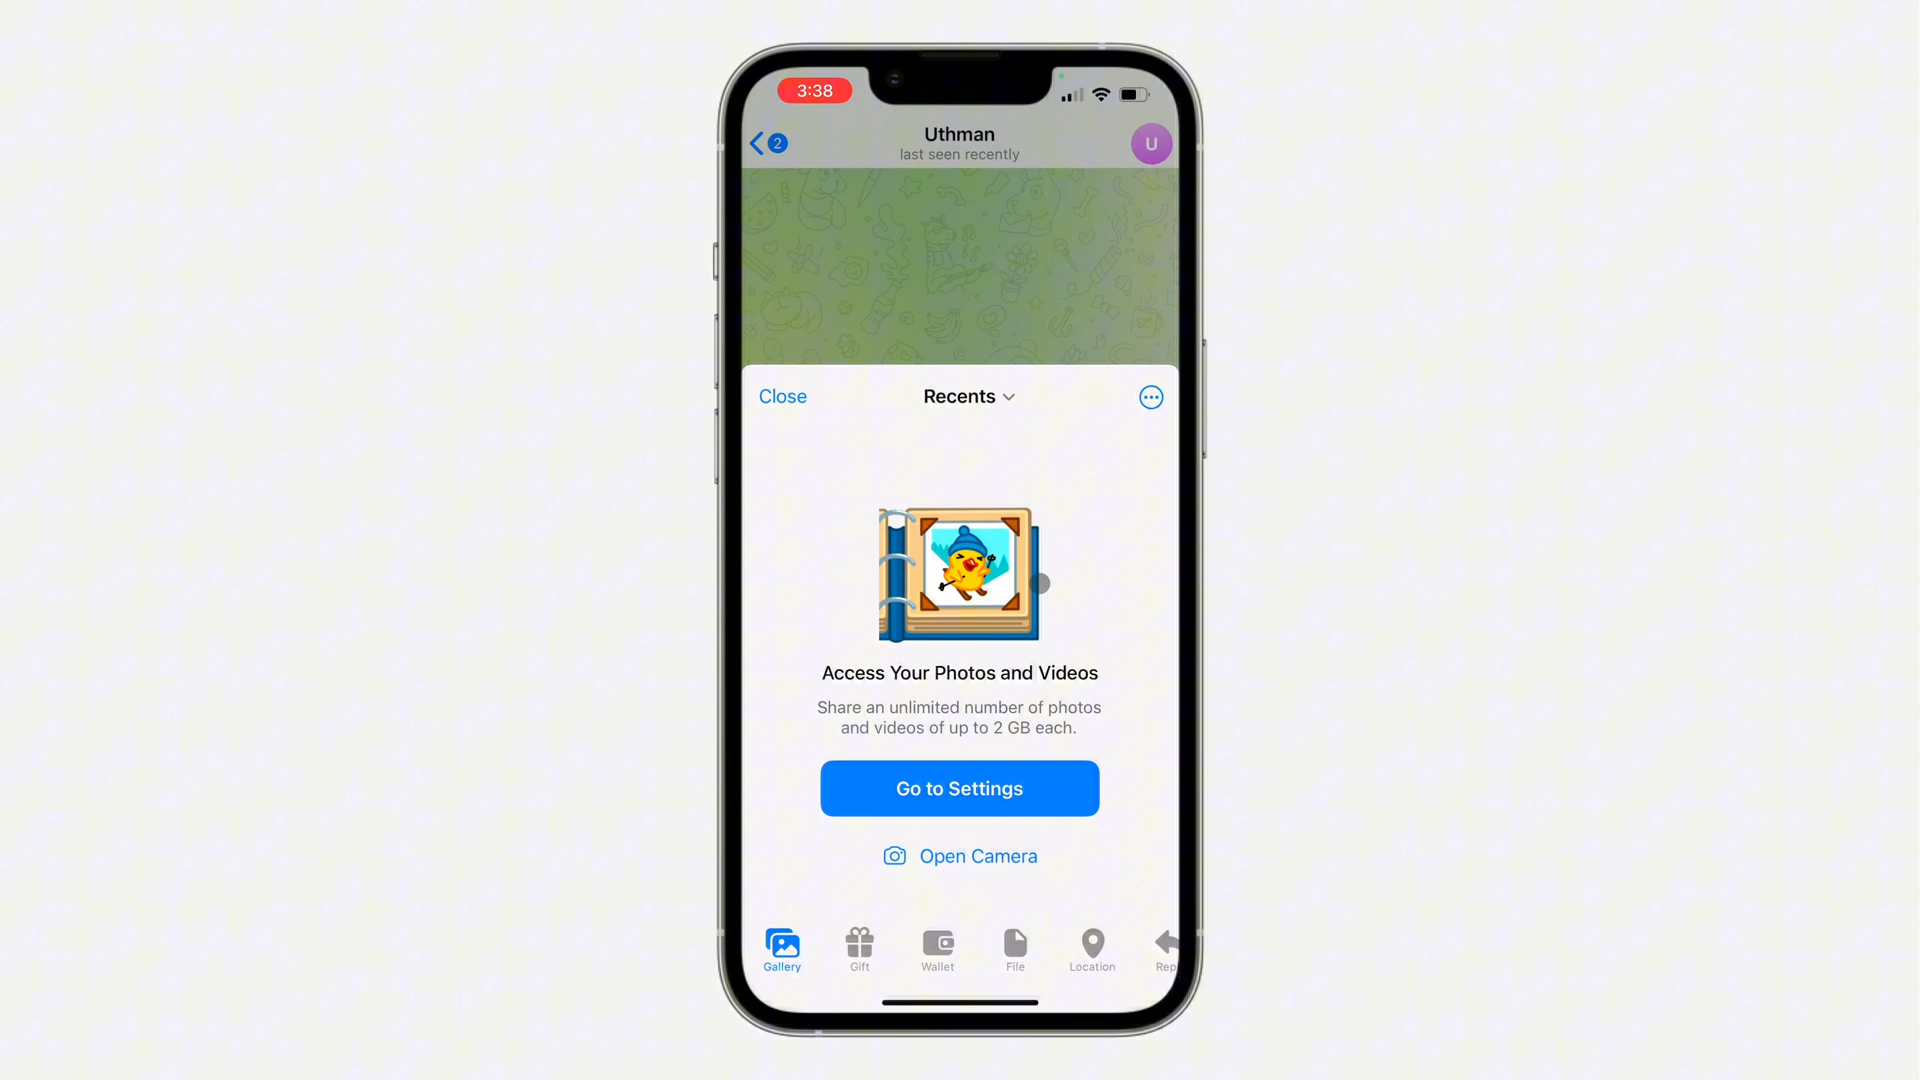 3:38
2
Uthman
last seen recently
U
Close
Recents
Access Your Photos and Videos
Share an unlimited number of photos
and videos of up to 2 GB each.
Go to Settings
Open Camera
Gallery
Gift
Wallet
File
Location
Rep